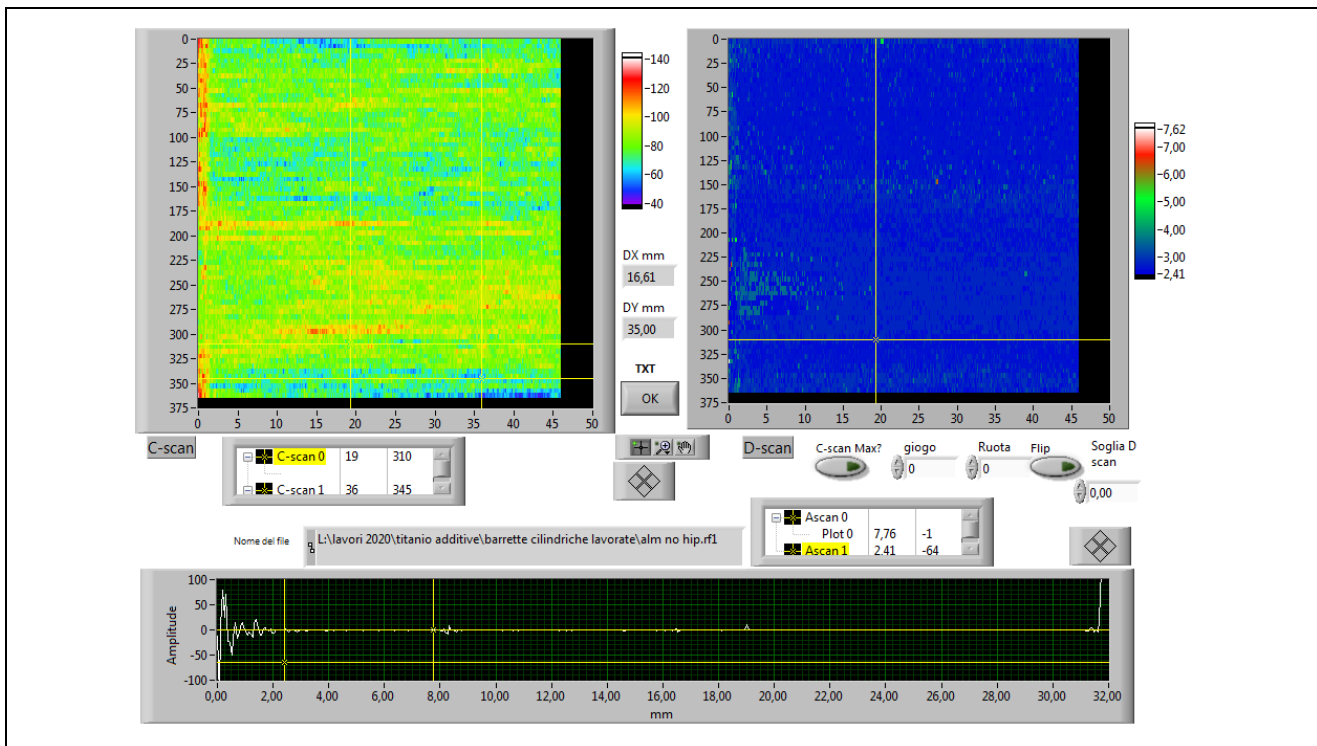 0
25
50
75
100
125
150
175
200
225
250
275
300
325
350
375
0 5 10 15 20 25 30 35 40 45 50
140
120
100
80
60
40
DX mm
16,61
DY mm
35,00
TXT
OK
0
25
50
75
100
125
150
175
200
225
250
275
300
325
350
375
0 5 10 15 20 25 30 35 40 45 50
7,62
7,00
6,00
5,00
3,00
2,41
C-scan
C-scan 0 19 310
C-scan 1 36 345
D-scan
C-scan Max?
giogo
0
Ruota
0
Flip
Soglia D scan
0,00
Nome del file
L:\lavori 2020\titanio additive\barrette cilindriche lavorate\alm no hip.rf1
Ascan 0
Plot 0 7,76 -1
Ascan 1 2,41 -64
Amplitude
100
50
0
-50
-100
0,00 2,00 4,00 6,00 8,00 10,00 12,00 14,00 16,00 18,00 20,00 22,00 24,00 26,00 28,00 30,00 32,00
mm